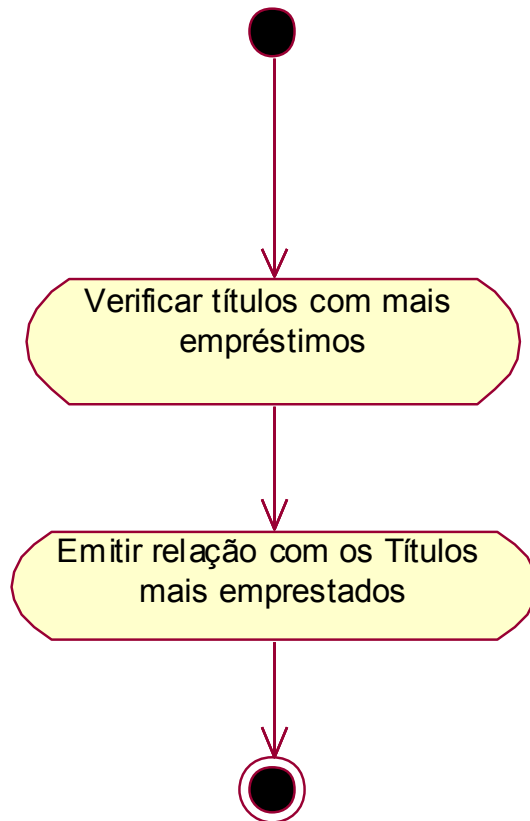 Verificar títulos com mais
empréstimos
Emitir relação com os Títulos
mais emprestados